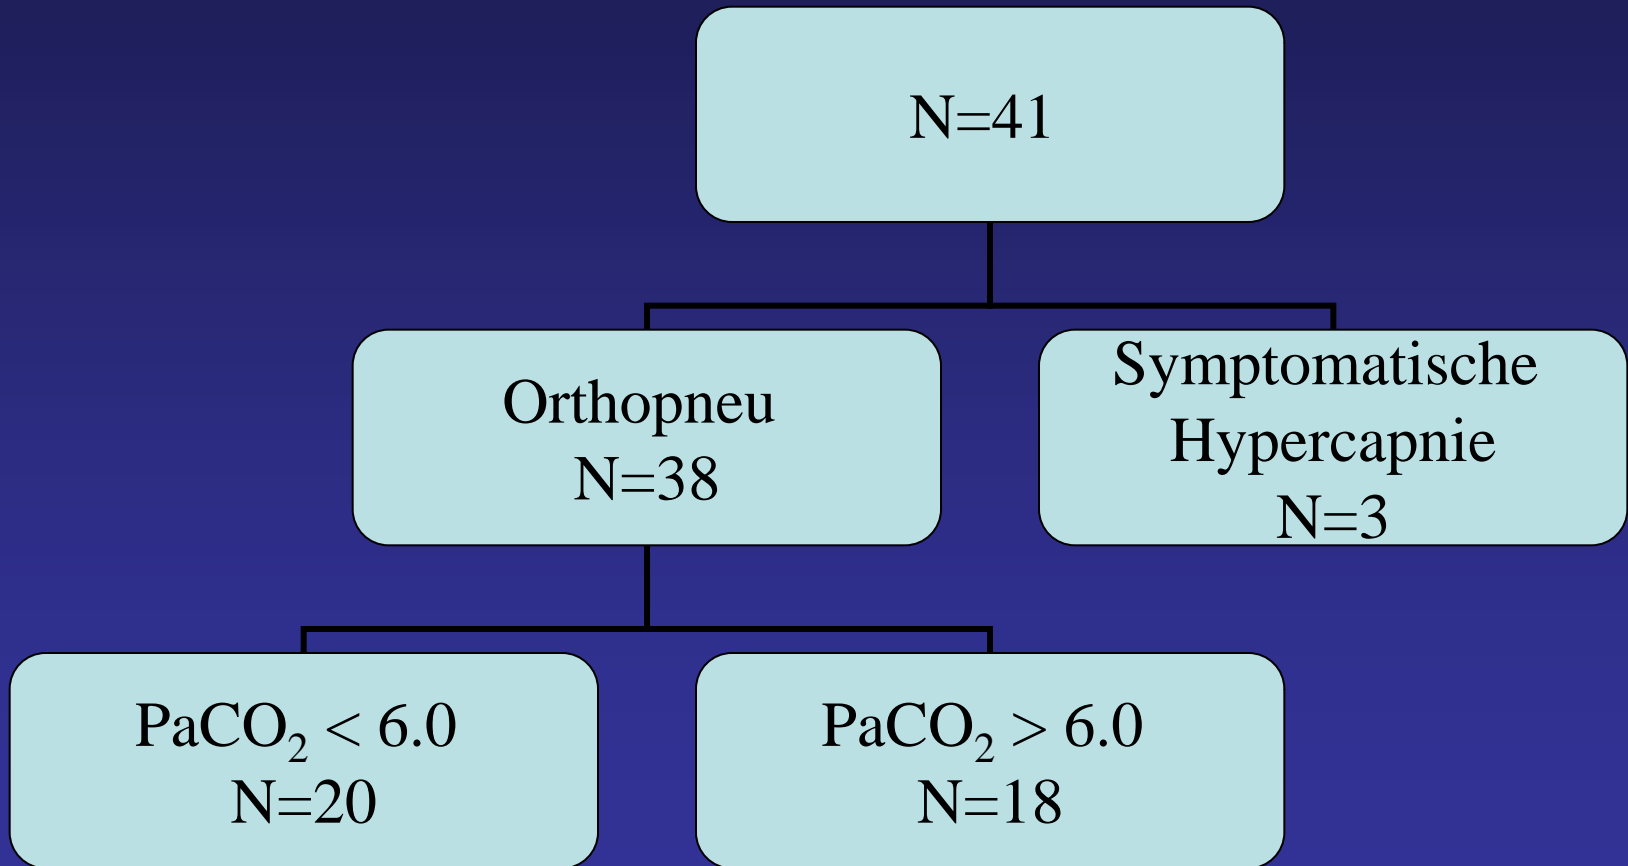 N=41
Orthopneu
N=38
Symptomatische
Hypercapnie
N=3
PaCO₂ < 6.0
N=20
PaCO₂ > 6.0
N=18